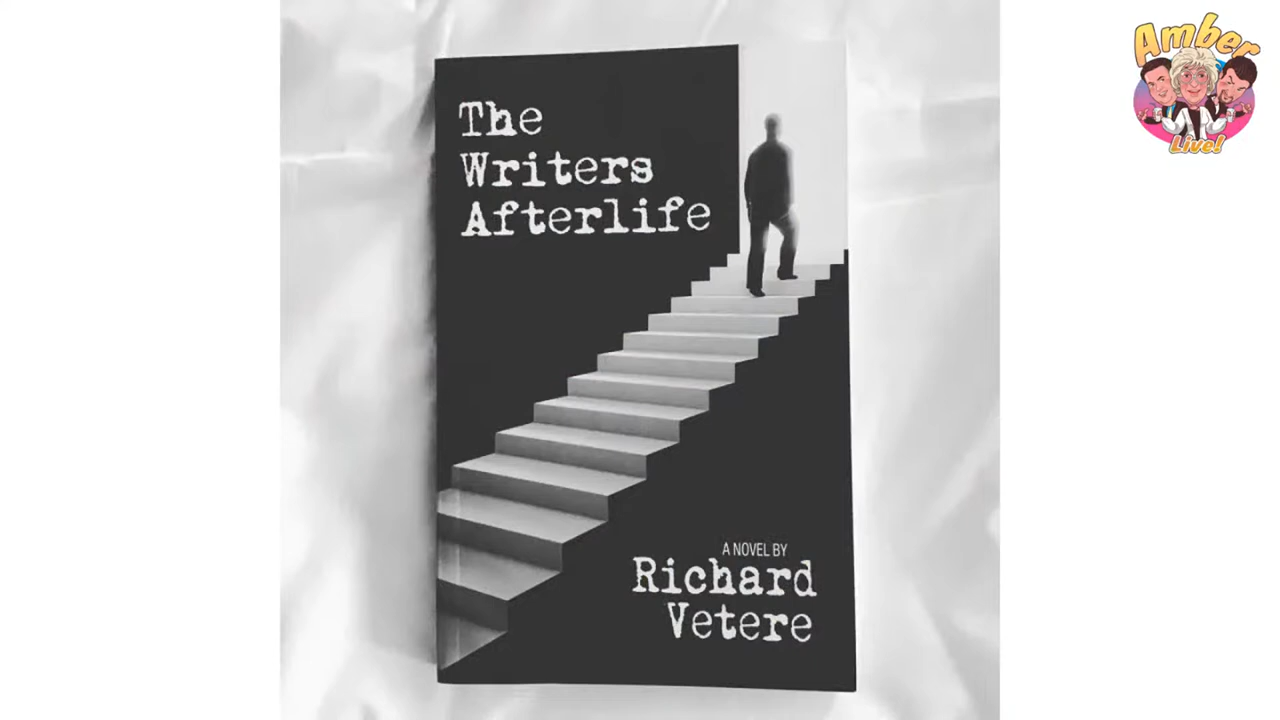 The
Writers
Afterlife
A NOVEL BY
Richard
Vetere
Amber
Live!